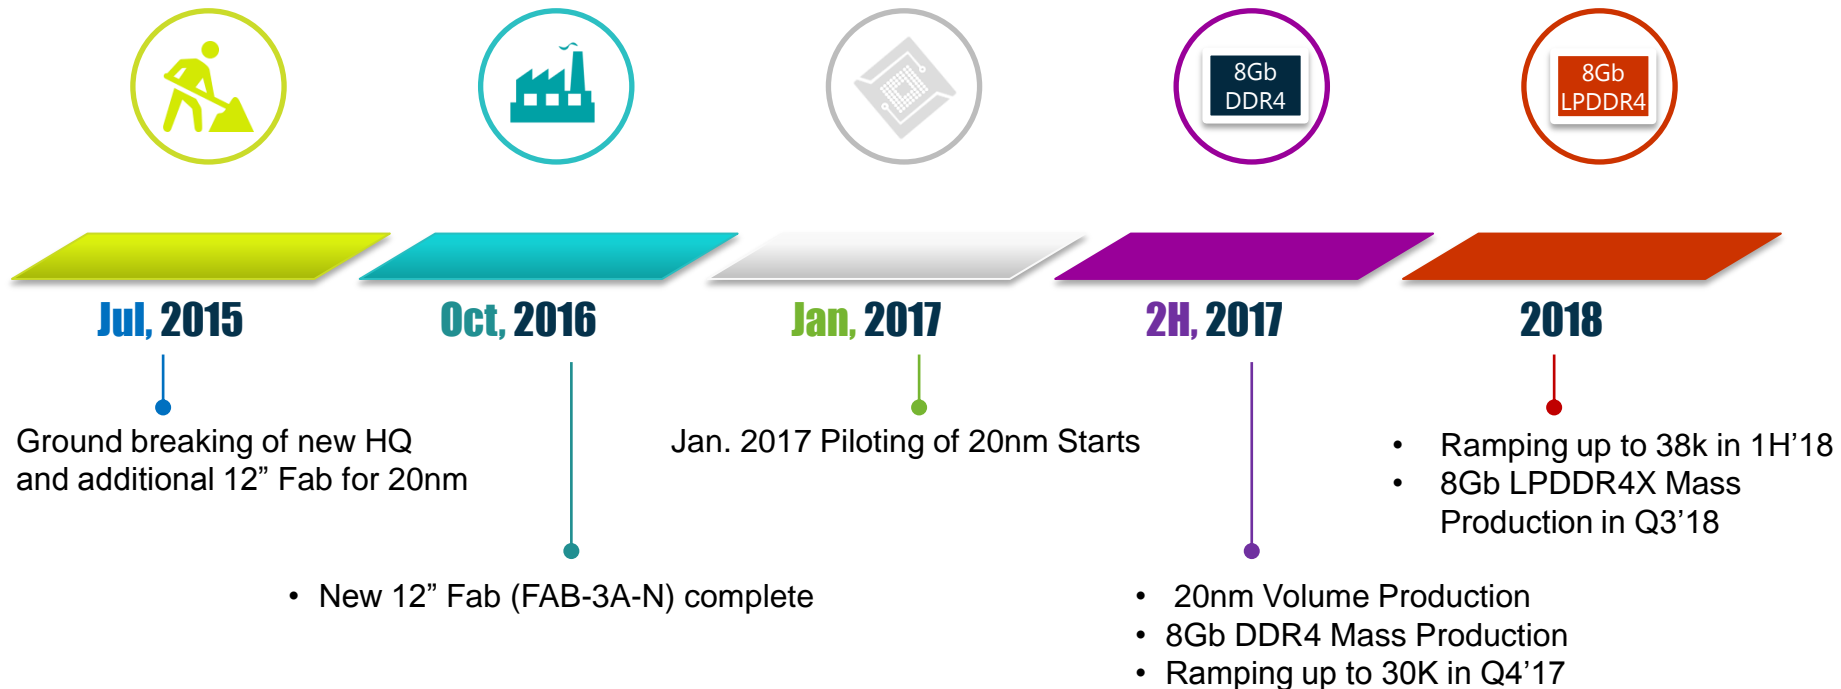 8Gb
DDR4
8Gb
LPDDR4
Jul, 2015
Oct, 2016
Jan, 2017
2H, 2017
2018
Ground breaking of new HQ
and additional 12” Fab for 20nm
• New 12” Fab (FAB-3A-N) complete
Jan. 2017 Piloting of 20nm Starts
• 20nm Volume Production
• 8Gb DDR4 Mass Production
• Ramping up to 30K in Q4’17
• Ramping up to 38k in 1H’18
• 8Gb LPDDR4X Mass
Production in Q3’18